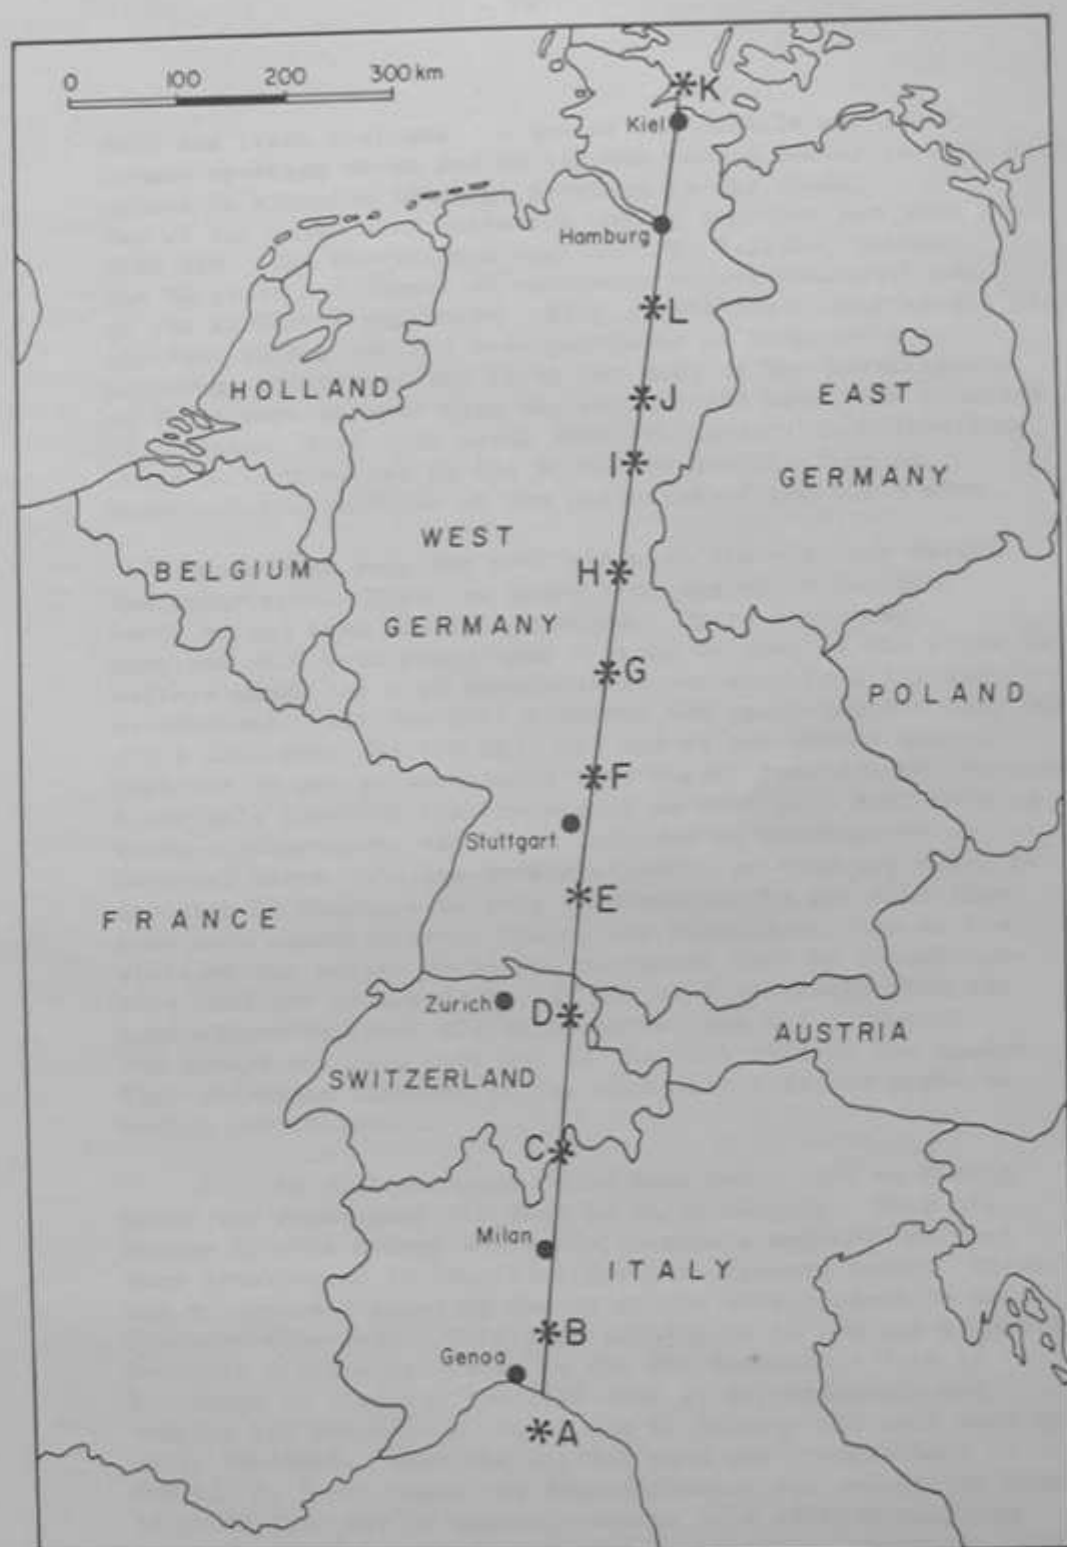 0 100 200 300 km
K
Kiel
Hamburg
L
HOLLAND
J
EAST
I
GERMANY
WEST
BELGIUM
H
GERMANY
G
POLAND
F
Stuttgart
E
FRANCE
Zurich
D
AUSTRIA
SWITZERLAND
C
Milan
ITALY
B
Genoa
A